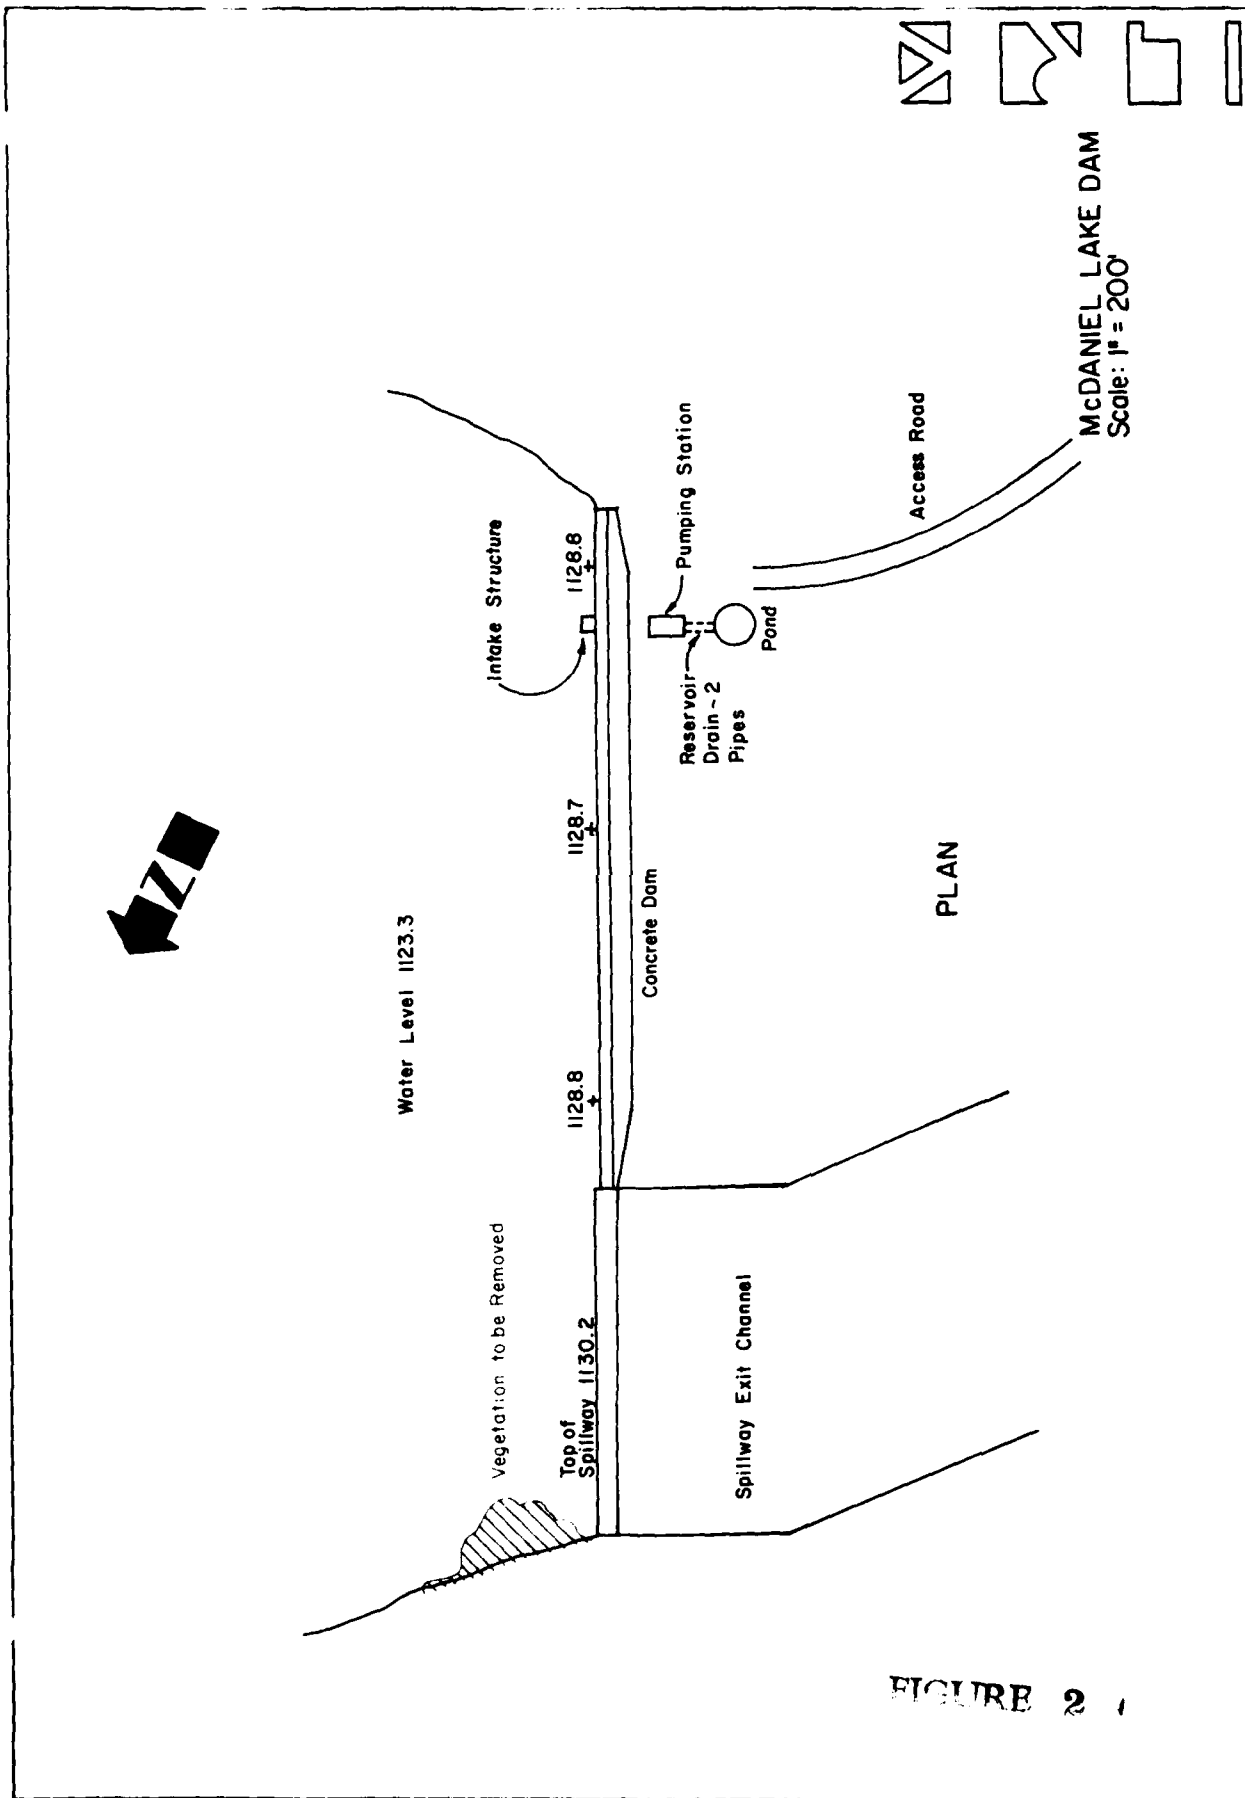 N
Water Level 1123.3
Vegetation to be Removed
Intake Structure
Top of
Spillway 1130.2
1128.8
1128.7
1128.8
Concrete Dam
Pumping Station
Reservoir
Drain~2
Pipes
Pond
Spillway Exit Channel
Access Road
PLAN
McDANIEL LAKE DAM
Scale: 1" = 200'
FIGURE 2